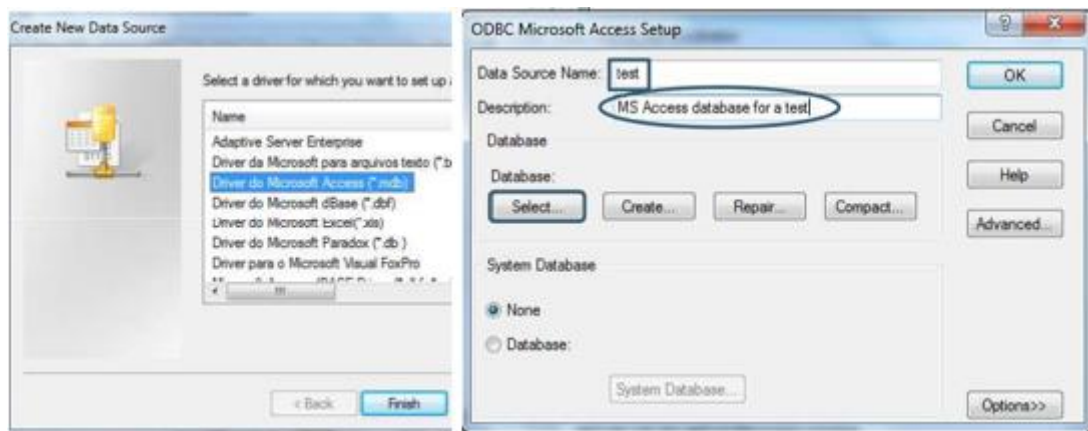 Create New Data Source
Select a driver for which you want to set up
Name
Adaptive Server Enterprise
Driver da Microsoft para arquivos texto (*.t
Driver do Microsoft Access (*.mdb)
Driver do Microsoft dBase (*.dbf)
Driver do Microsoft Excel(*.xls)
Driver do Microsoft Paradox (*.db )
Driver para o Microsoft Visual FoxPro
< Back
Finish
ODBC Microsoft Access Setup
Data Source Name: test
Description: MS Access database for a test
Database
Database:
Select...
Create...
Repair...
Compact...
System Database
None
Database:
System Database...
OK
Cancel
Help
Advanced...
Options>>